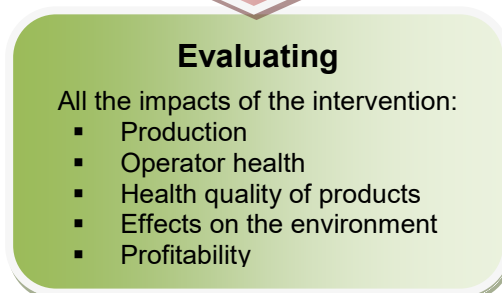 Evaluating
All the impacts of the intervention:
▪ Production
▪ Operator health
▪ Health quality of products
▪ Effects on the environment
▪ Profitability